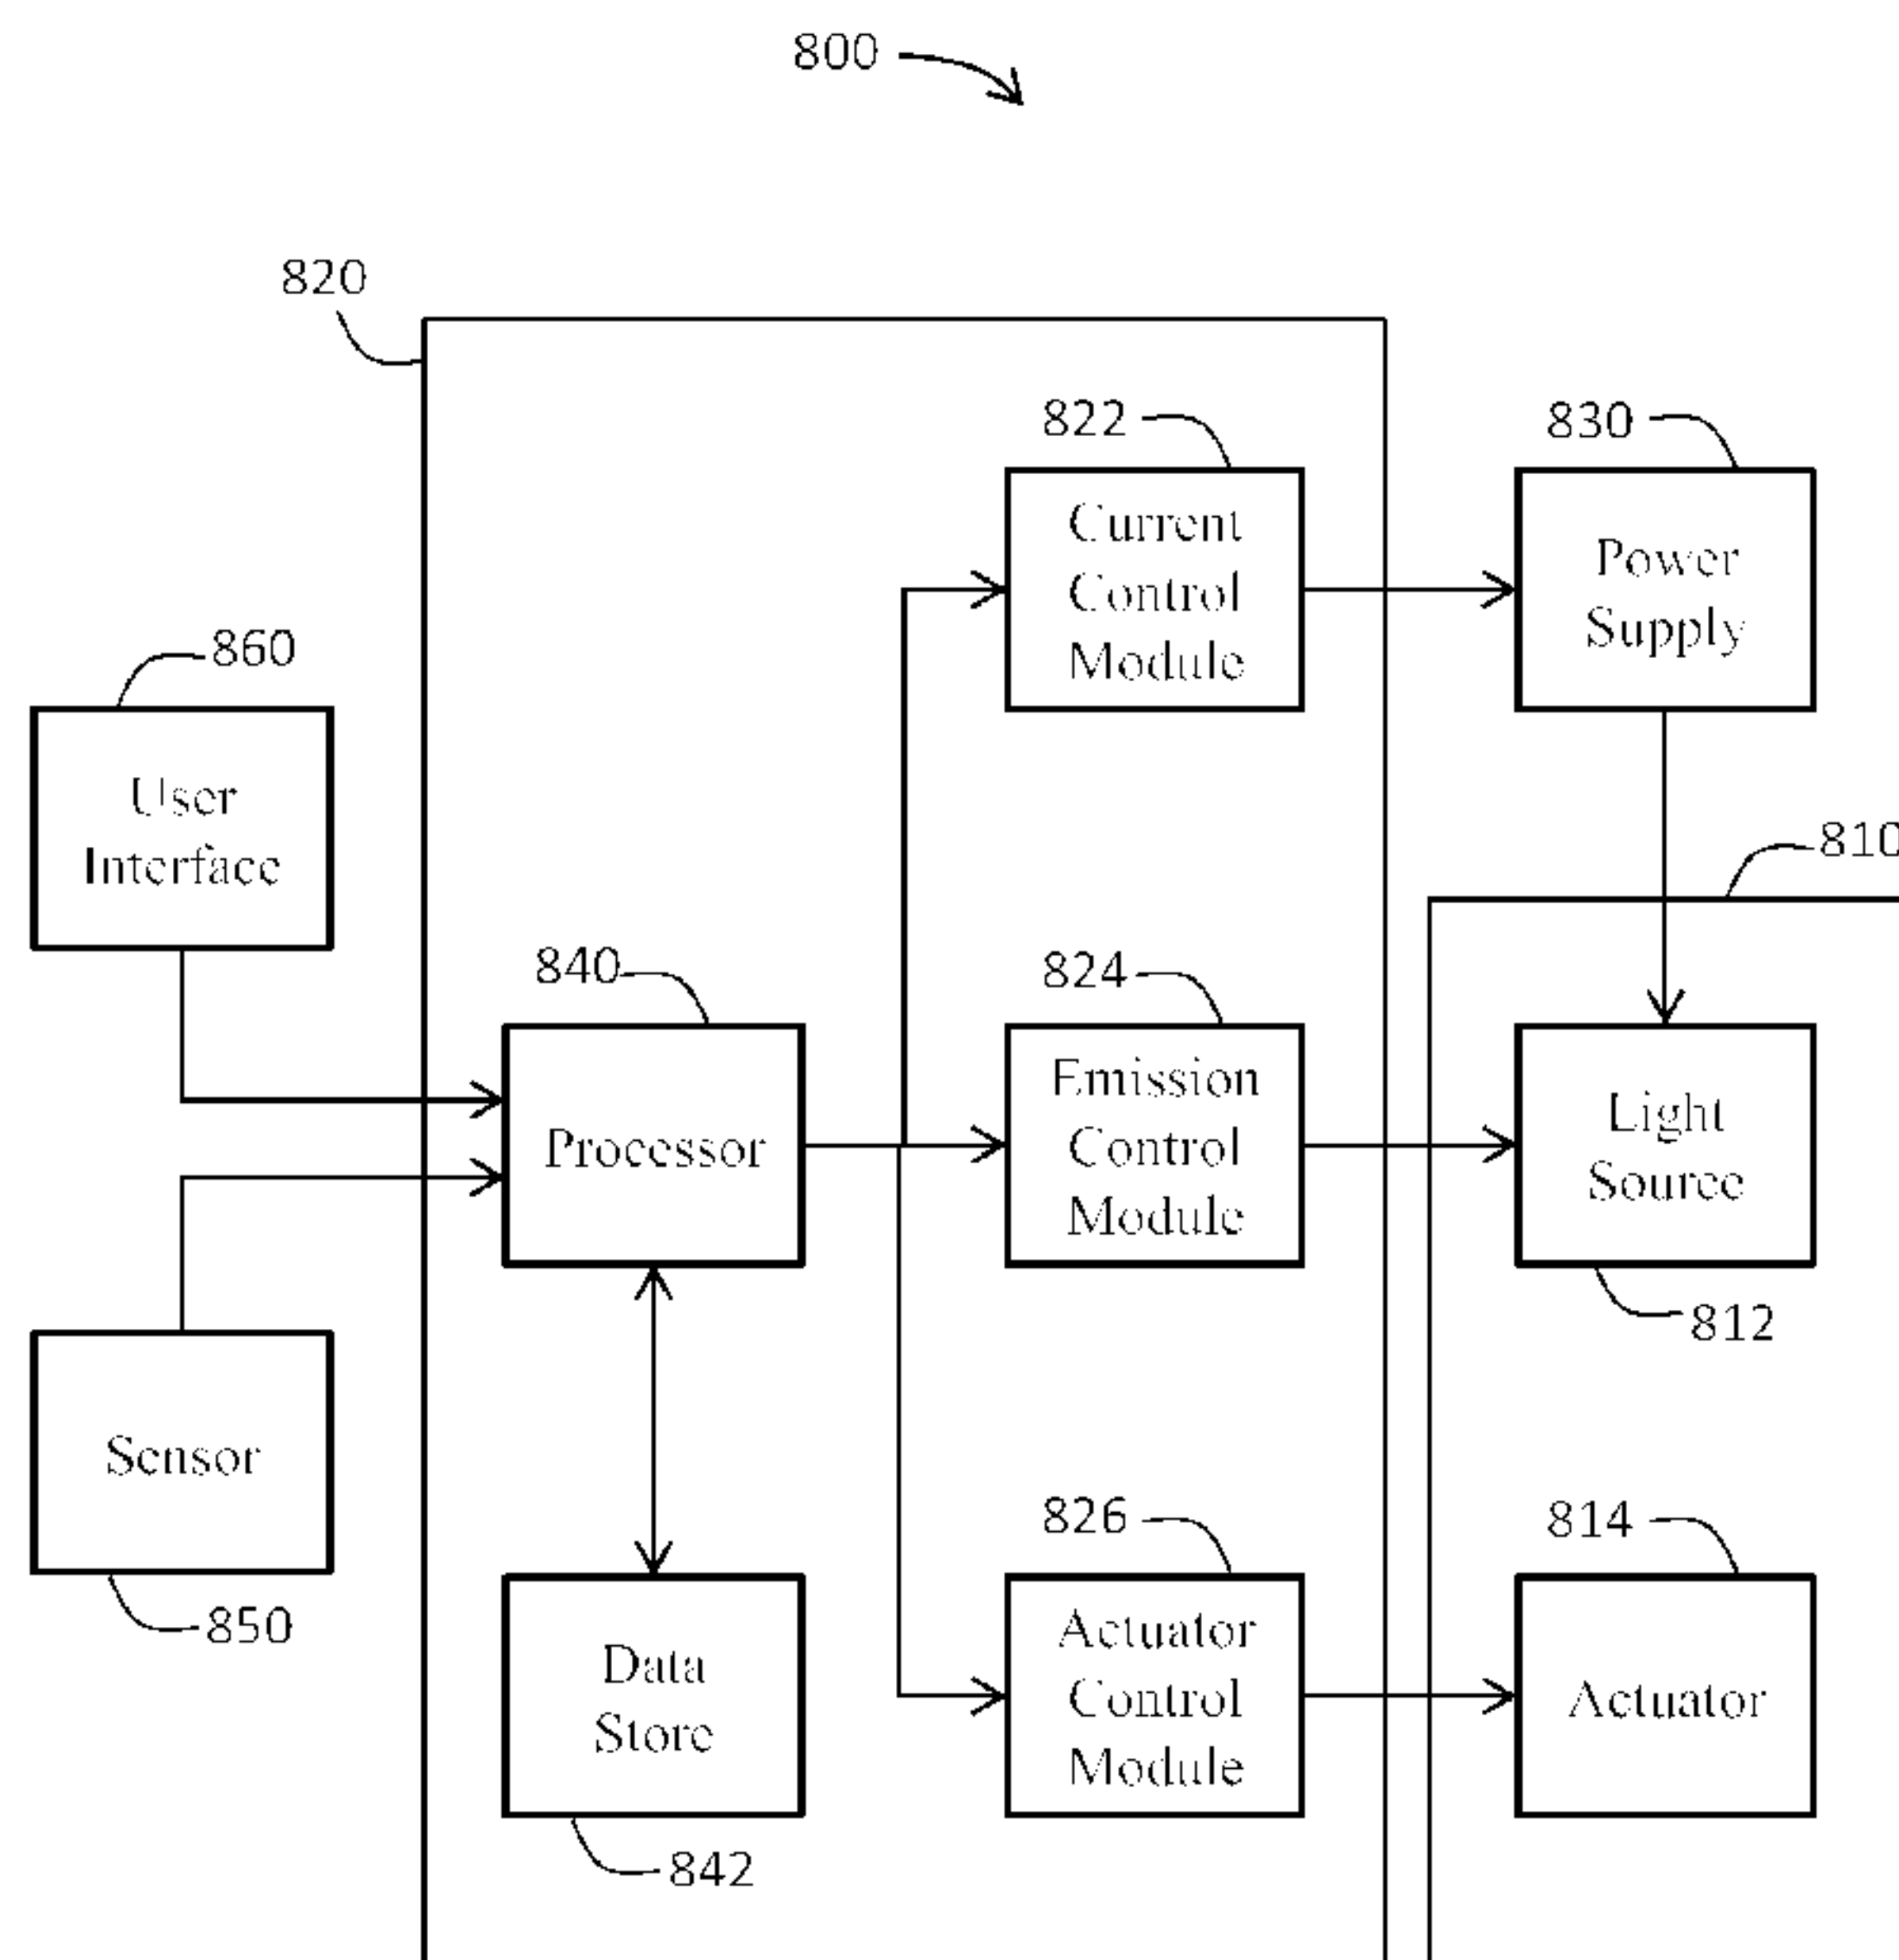 800
820
822
830
Current
Control
Module
Power
Supply
860
User
Interface
810
840
824
Processor
Emission
Control
Module
Light
Source
812
Sensor
850
826
814
Data
Store
Actuator
Control
Module
Actuator
842